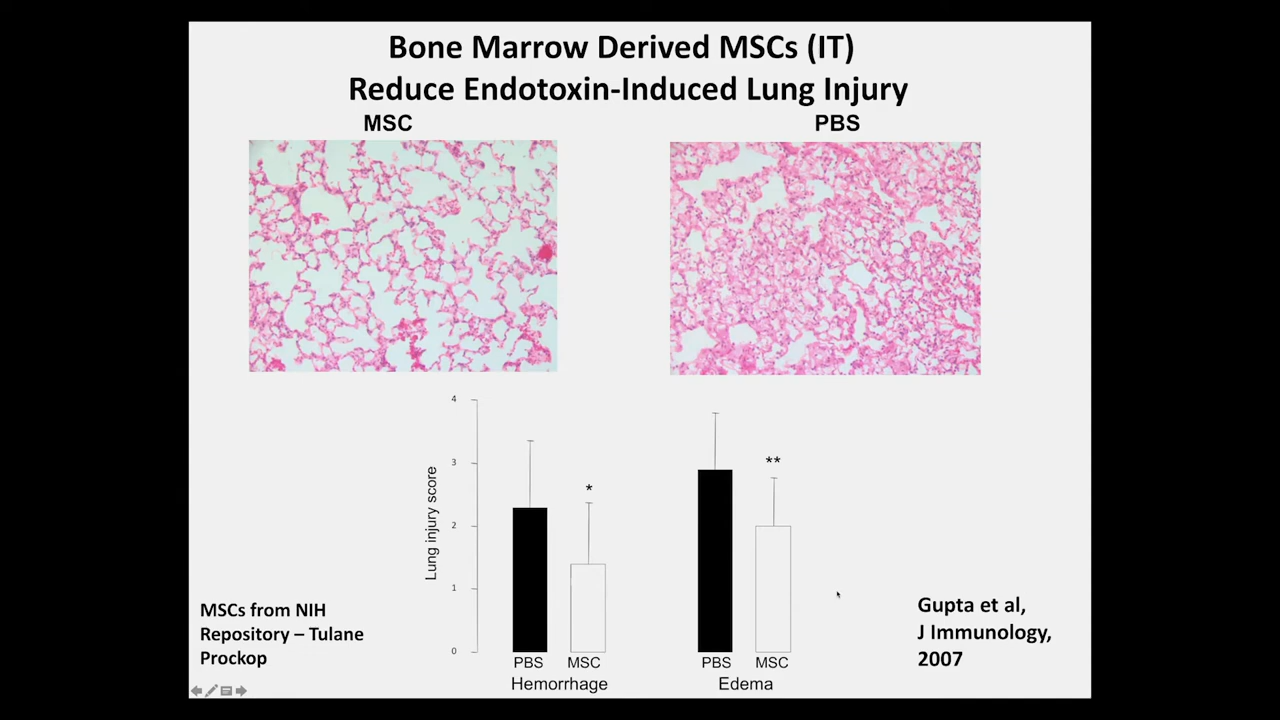 Bone Marrow Derived MSCs (IT)
Reduce Endotoxin-Induced Lung Injury
MSC
PBS
4
3
2
1
0
Lung injury score
*
**
PBS MSC
Hemorrhage
PBS MSC
Edema
MSCs from NIH
Repository – Tulane
Prockop
Gupta et al,
J Immunology,
2007